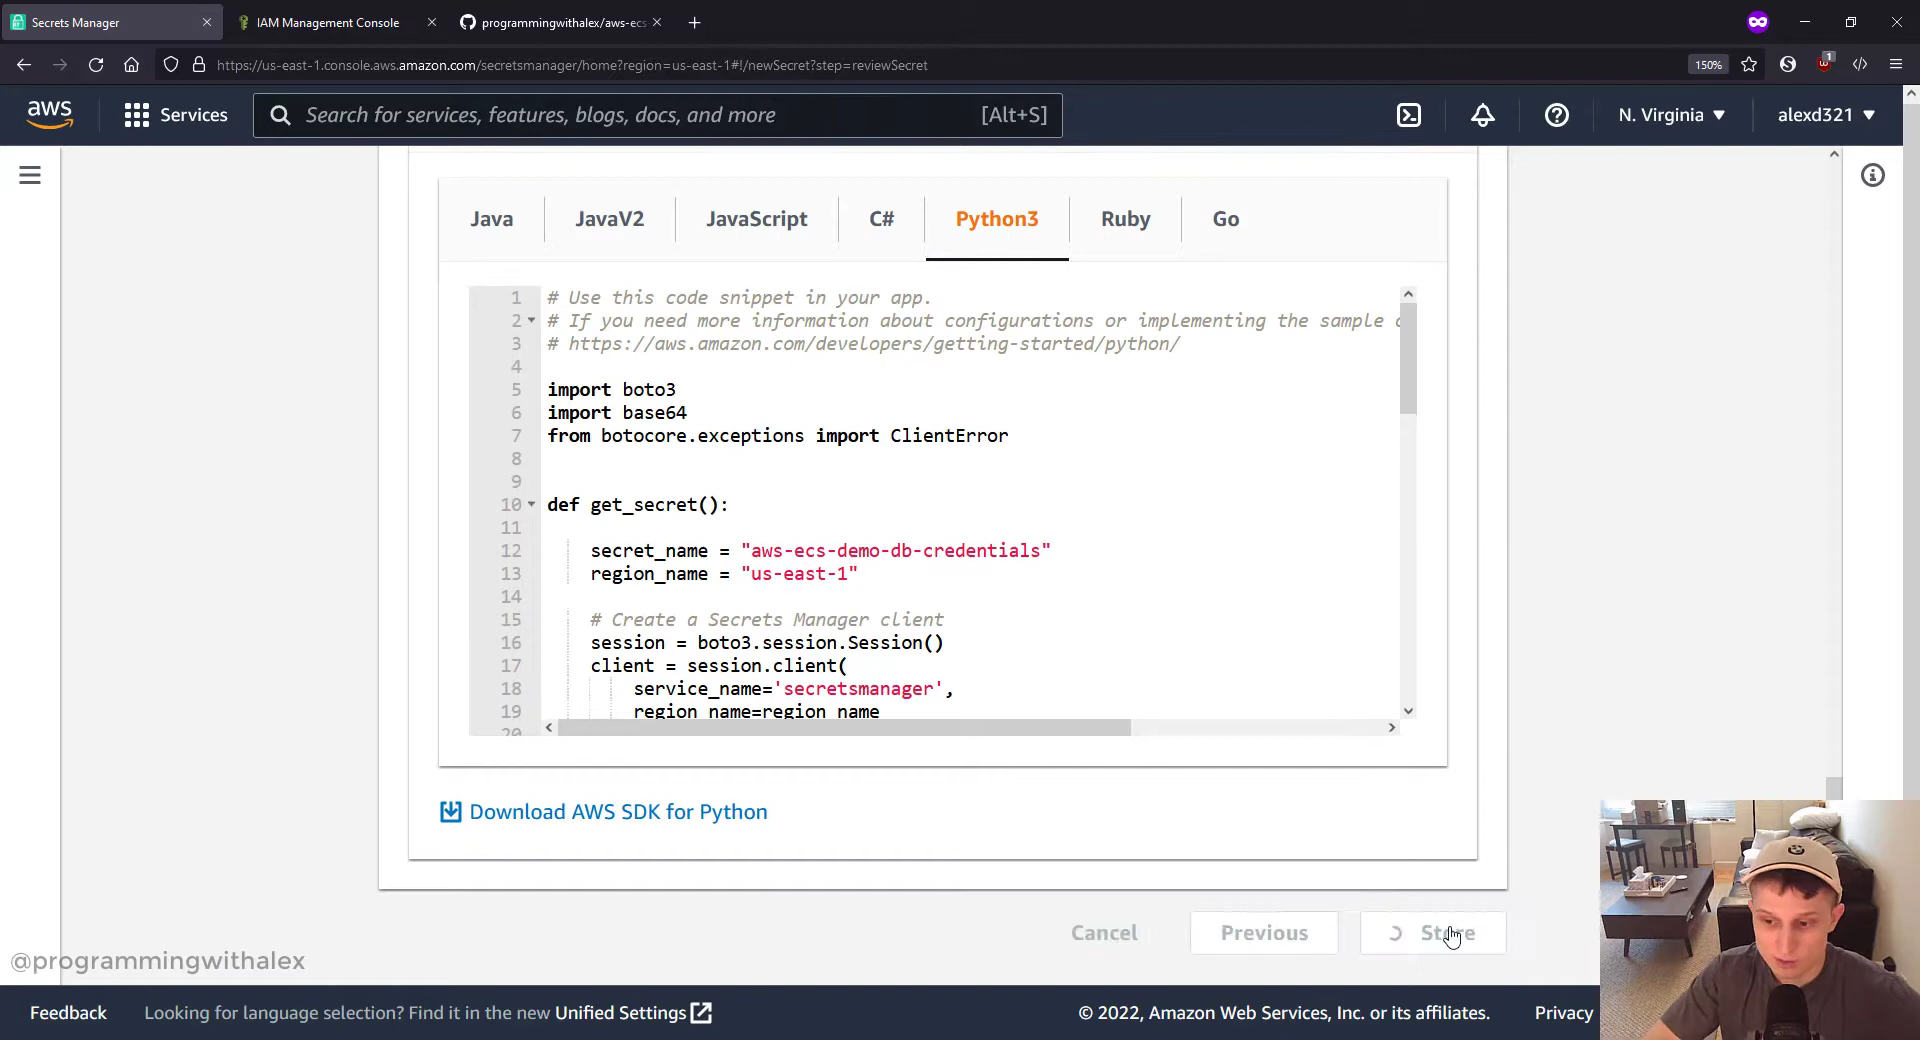 Secrets Manager
IAM Management Console
programmingwithalex/aws-ecs
https://us-east-1.console.aws.amazon.com/secretsmanager/home?region=us-east-1#!/newSecret?step=reviewSecret
150%
1
aws
Services
Search for services, features, blogs, docs, and more
[Alt+S]
N. Virginia
alexd321
Java
JavaV2
JavaScript
C#
Python3
Ruby
Go
1 # Use this code snippet in your app.
2 # If you need more information about configurations or implementing the sample c
3 # https://aws.amazon.com/developers/getting-started/python/
4
5 import boto3
6 import base64
7 from botocore.exceptions import ClientError
8
9
10 def get_secret():
11
12 secret_name = "aws-ecs-demo-db-credentials"
13 region_name = "us-east-1"
14
15 # Create a Secrets Manager client
16 session = boto3.session.Session()
17 client = session.client(
18 service_name='secretsmanager',
19 region_name=region_name
20
Download AWS SDK for Python
Cancel
Previous
Store
@programmingwithalex
Feedback
Looking for language selection? Find it in the new Unified Settings
© 2022, Amazon Web Services, Inc. or its affiliates.
Privacy